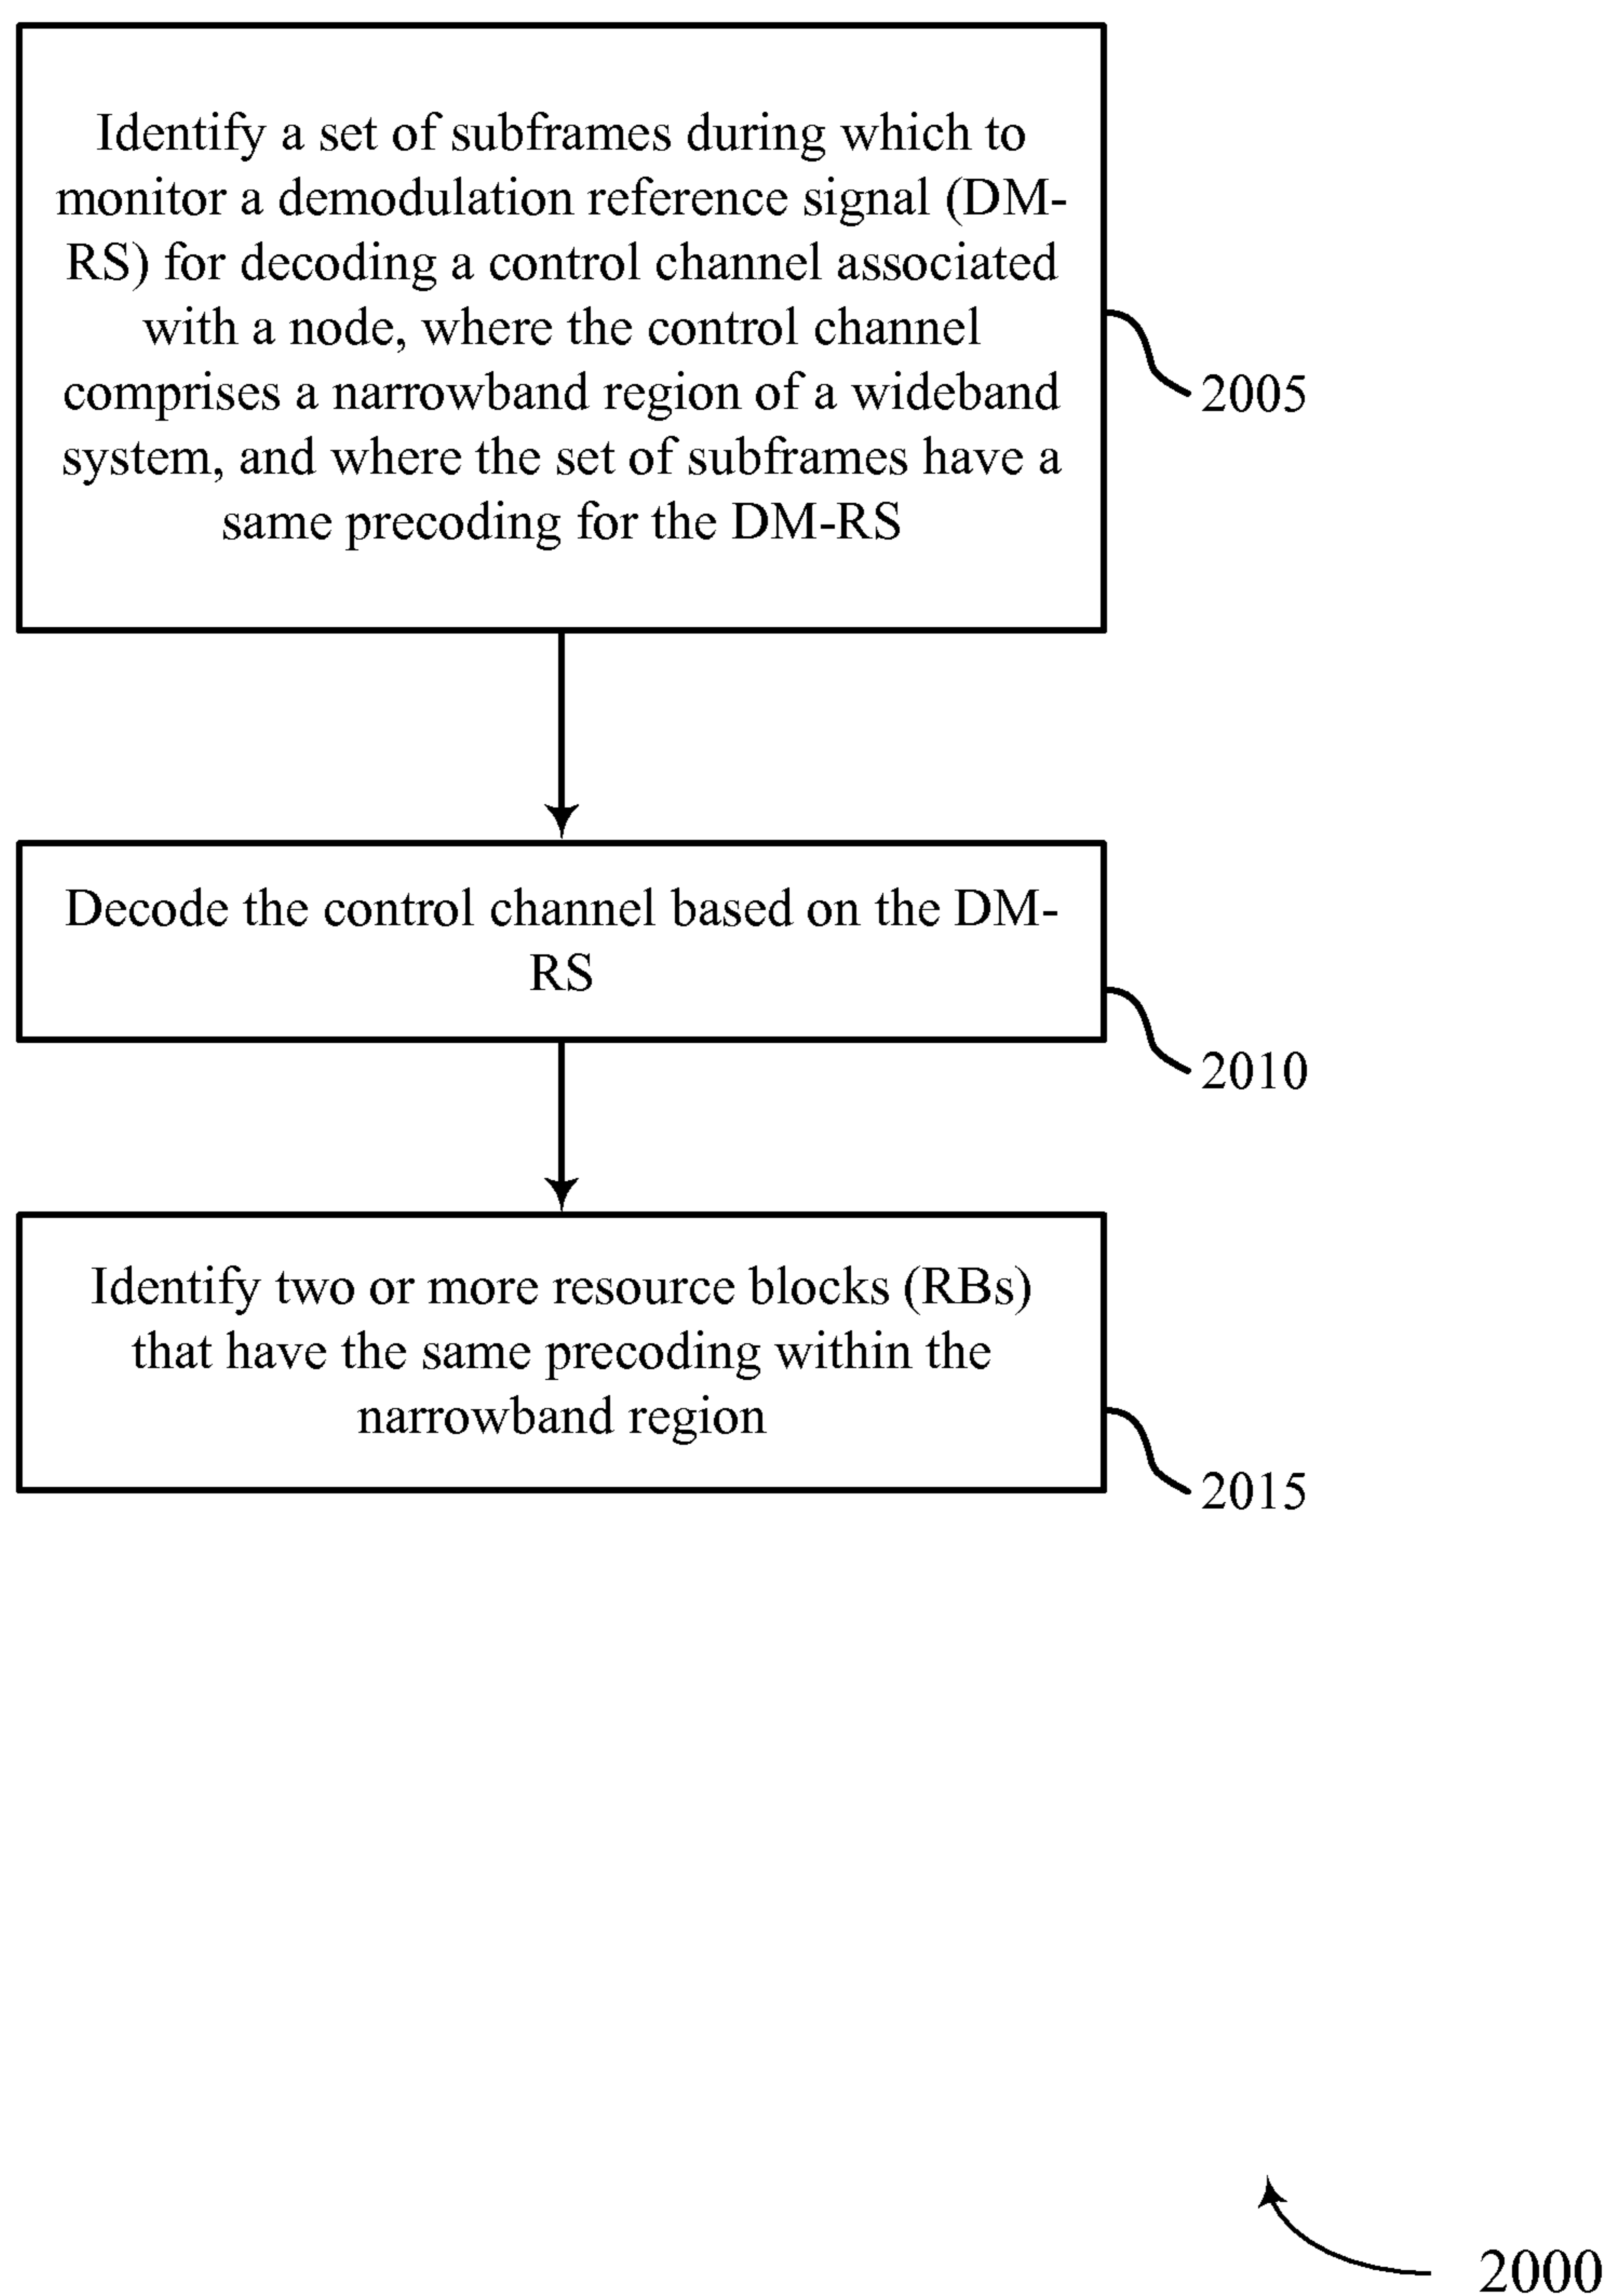 Identify a set of subframes during which to
monitor a demodulation reference signal (DM-
RS) for decoding a control channel associated
with a node, where the control channel
comprises a narrowband region of a wideband
system, and where the set of subframes have a
same precoding for the DM-RS
2005
Decode the control channel based on the DM-
RS
2010
Identify two or more resource blocks (RBs)
that have the same precoding within the
narrowband region
2015
2000